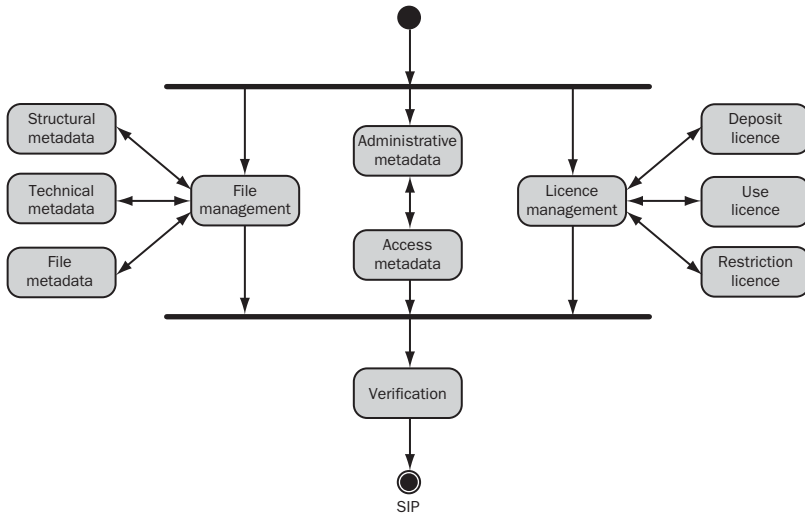 Structural
metadata
Technical
metadata
File
metadata
File
management
Administrative
metadata
Access
metadata
Licence
management
Deposit
licence
Use
licence
Restriction
licence
Verification
SIP